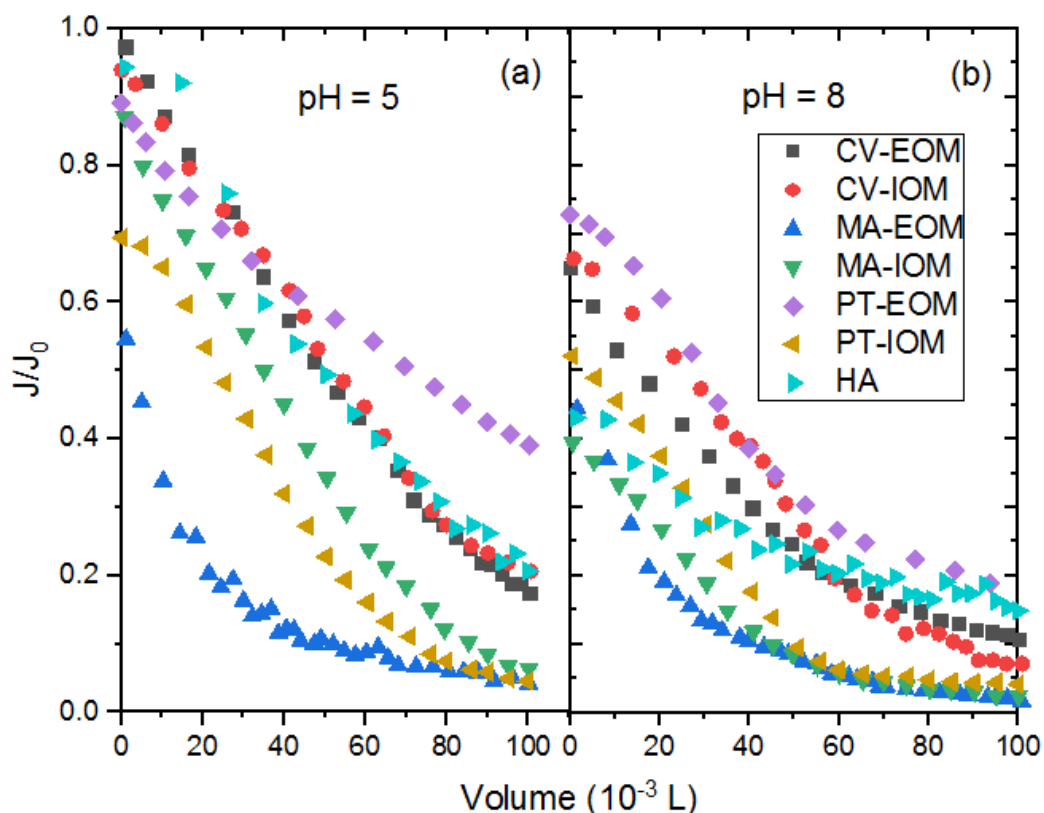 1.0
0.8
0.6
0.4
0.2
0.0
J/J₀
(a)
pH = 5
(b)
pH = 8
CV-EOM
CV-IOM
MA-EOM
MA-IOM
PT-EOM
PT-IOM
HA
0 20 40 60 80 100
0 20 40 60 80 100
Volume (10⁻³ L)